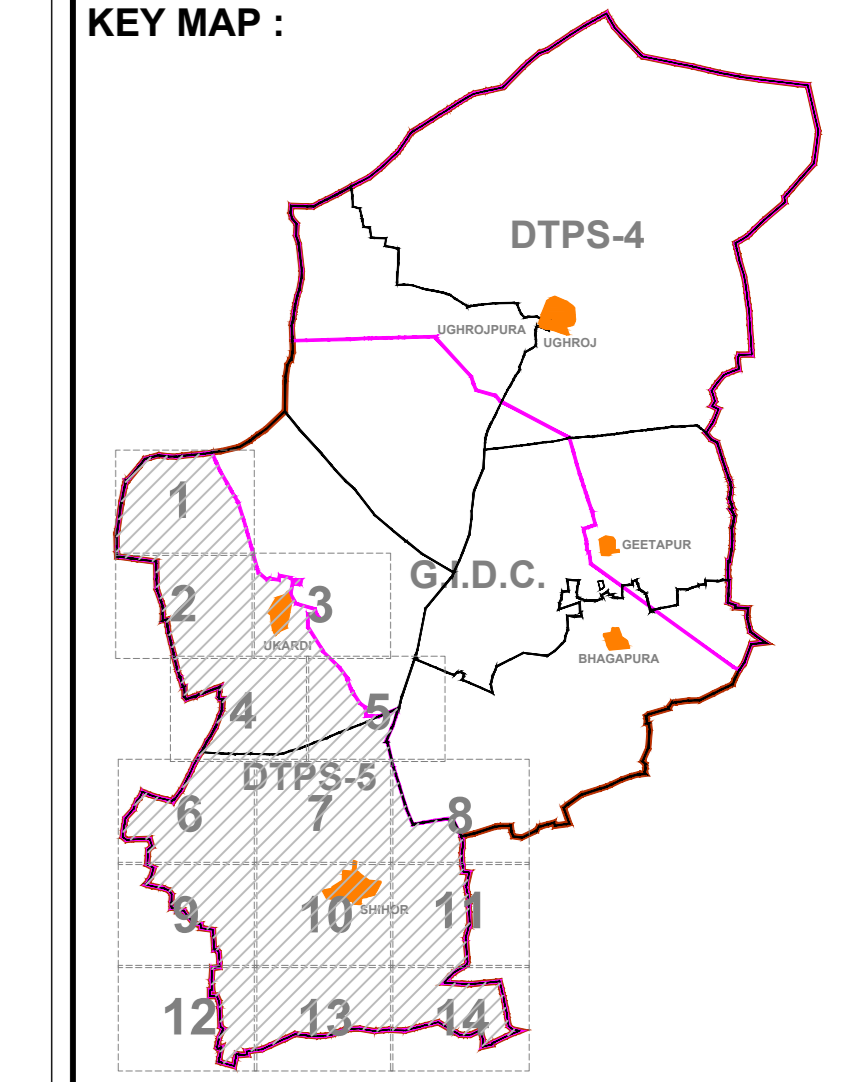 KEY MAP :
DTPS-4
UGHROJPURA
UGHROJ
1
GEETAPUR
G.I.D.C.
2
3
UKARDI
BHAGAPURA
4
5
DTPS-5
6
7
8
9
10
SHIHOR
11
12
13
14